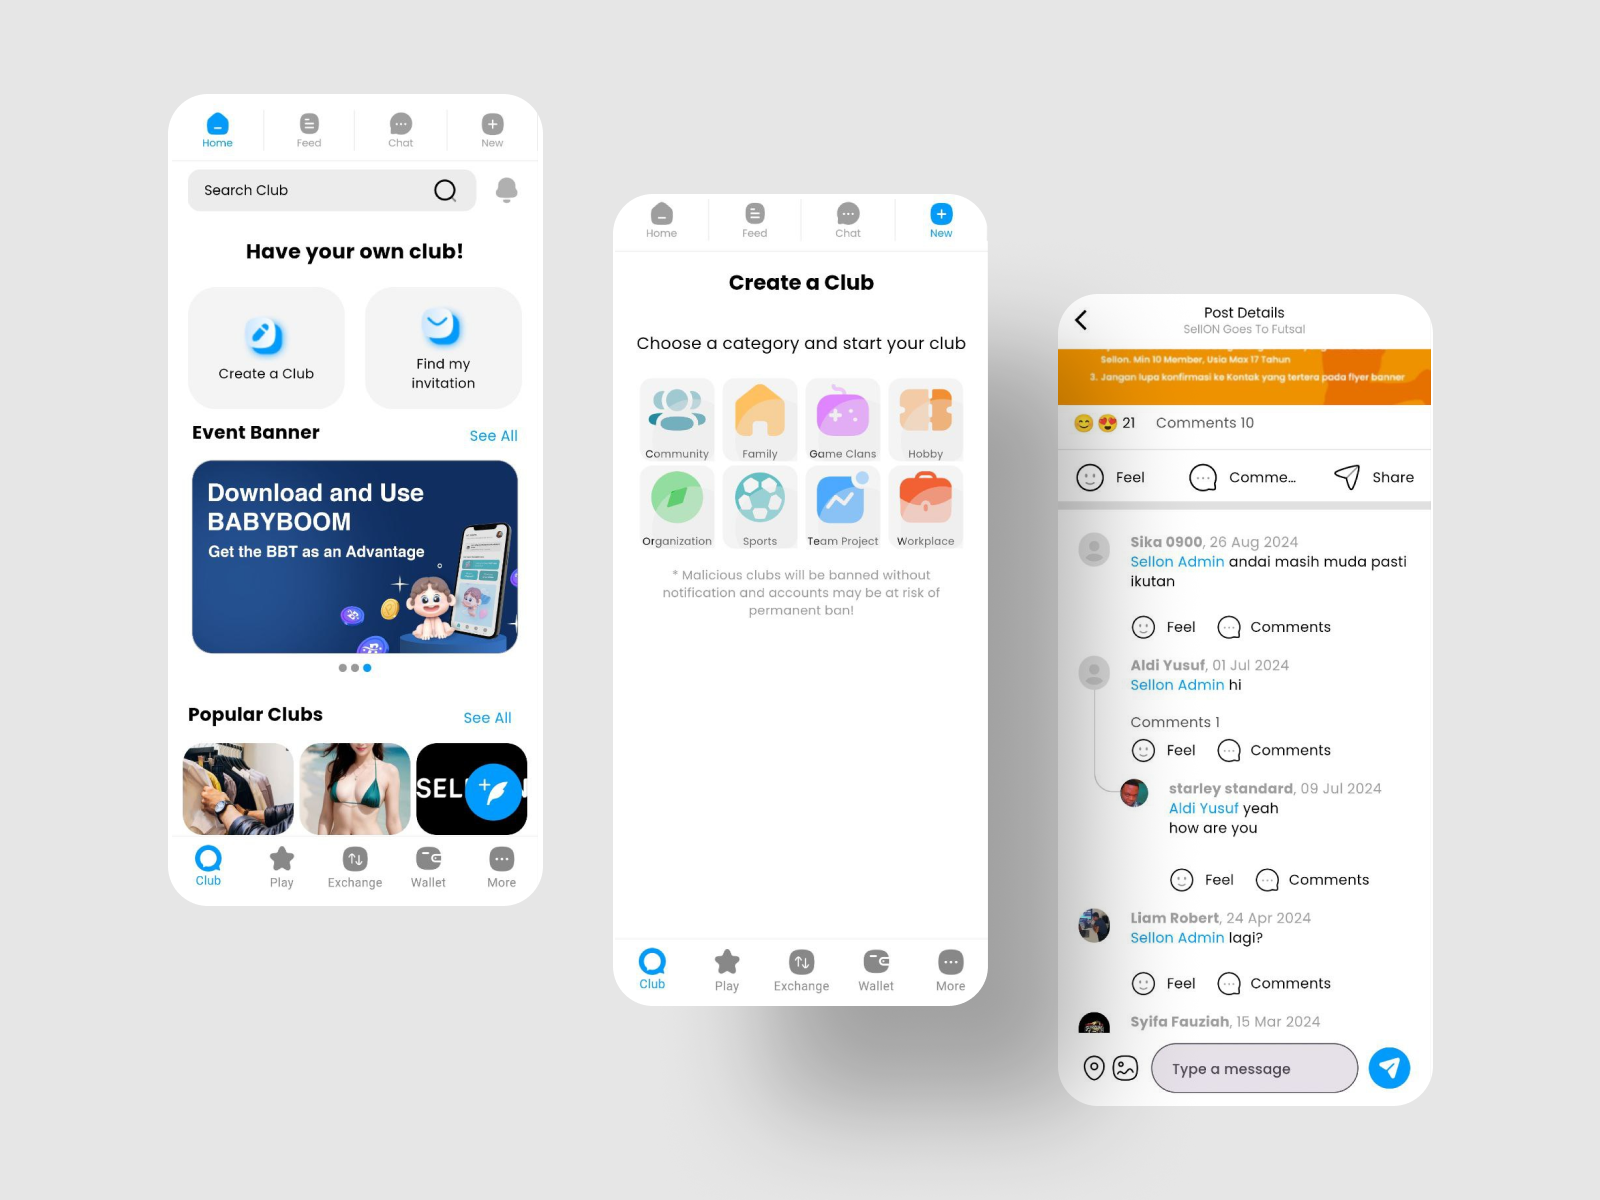 Home
Feed
Chat
New
Search Club
Have your own club!
Create a Club
Find my
invitation
Event Banner
See All
Download and Use
BABYBOOM
Get the BBT as an Advantage
Popular Clubs
See All
SELL
Club
Play
Exchange
Wallet
More
Home
Feed
Chat
New
Create a Club
Choose a category and start your club
Community
Family
Game Clans
Hobby
Organization
Sports
Team Project
Workplace
* Malicious clubs will be banned without
notification and accounts may be at risk of
permanent ban!
Club
Play
Exchange
Wallet
More
Post Details
SellON Goes To Futsal
Sellon. Min 10 Member, Usia Max 17 Tahun
3. Jangan lupa konfirmasi ke Kontak yang tertera pada flyer banner
21
Comments 10
Feel
Comme...
Share
Sika 0900, 26 Aug 2024
Sellon Admin andai masih muda pasti
ikutan
Feel
Comments
Aldi Yusuf, 01 Jul 2024
Sellon Admin hi
Comments 1
Feel
Comments
starley standard, 09 Jul 2024
Aldi Yusuf yeah
how are you
Feel
Comments
Liam Robert, 24 Apr 2024
Sellon Admin lagi?
Feel
Comments
Syifa Fauziah, 15 Mar 2024
Type a message